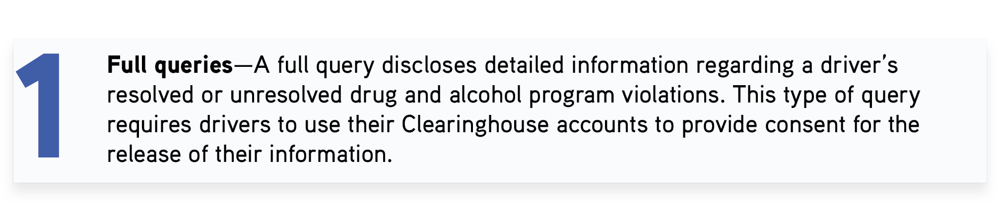 1
Full queries—A full query discloses detailed information regarding a driver’s
resolved or unresolved drug and alcohol program violations. This type of query
requires drivers to use their Clearinghouse accounts to provide consent for the
release of their information.